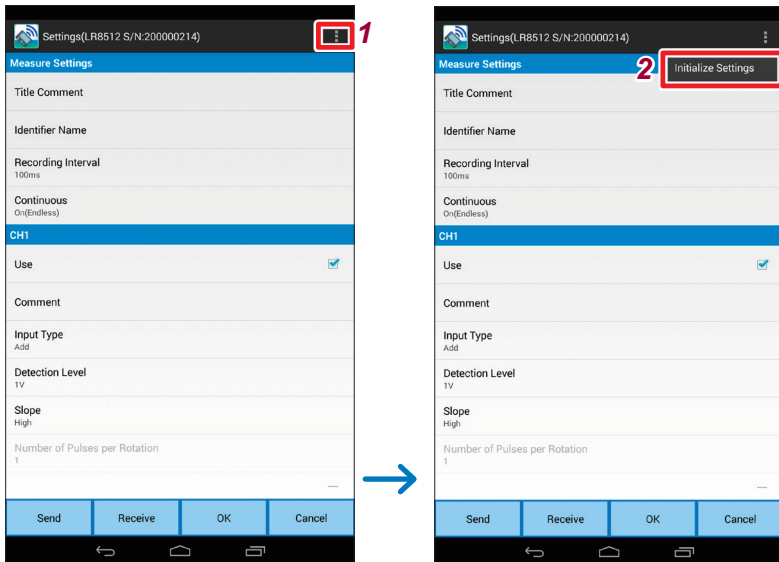 Settings(LR8512 S/N:200000214)
1
Measure Settings
Title Comment
Identifier Name
Recording Interval
100ms
Continuous
On(Endless)
CH1
Use
Comment
Input Type
Add
Detection Level
1V
Slope
High
Number of Pulses per Rotation
1
Send Receive OK Cancel
Settings(LR8512 S/N:200000214)
Measure Settings
2 Initialize Settings
Title Comment
Identifier Name
Recording Interval
100ms
Continuous
On(Endless)
CH1
Use
Comment
Input Type
Add
Detection Level
1V
Slope
High
Number of Pulses per Rotation
1
Send Receive OK Cancel